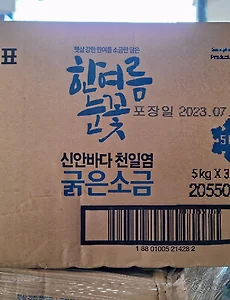 표
햇살 강한 한여름 소금만 담은
한여름
눈꽃
포장일 2023.07.
신안바다 천일염
굵은소금
5kg X 3
20550
1 88 01005 21428 2